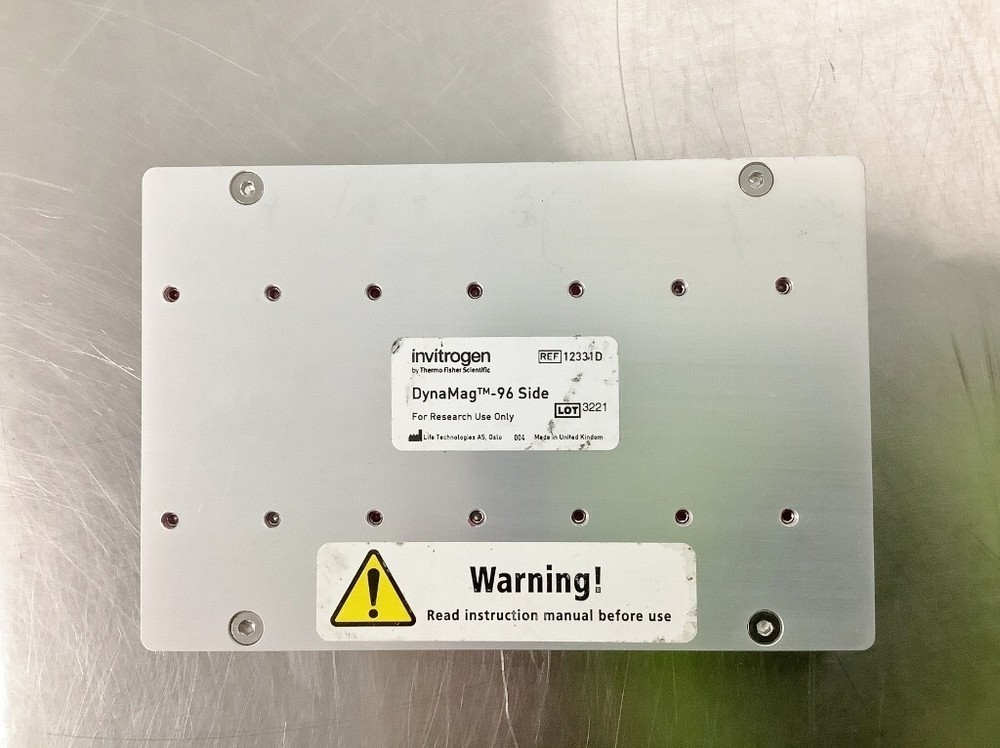 invitrogen
by Thermo Fisher Scientific
REF 12331D
DynaMag™-96 Side
For Research Use Only
LOT 3221
Life Technologies AS, Oslo 004 Made in United Kindom
Warning!
Read instruction manual before use